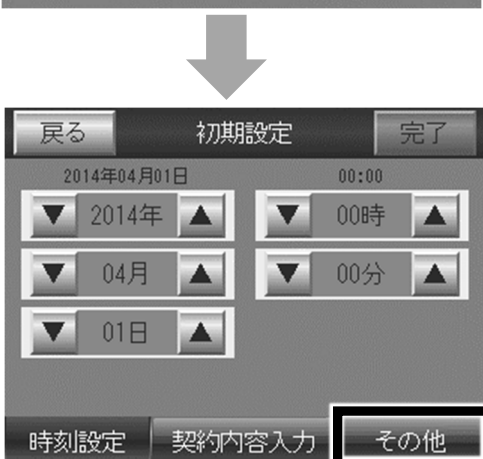 戻る 初期設定 完了
2014年04月01日 00:00
▼ 2014年 ▲ ▼ 00時 ▲
▼ 04月 ▲ ▼ 00分 ▲
▼ 01日 ▲
時刻設定 契約内容入力 その他